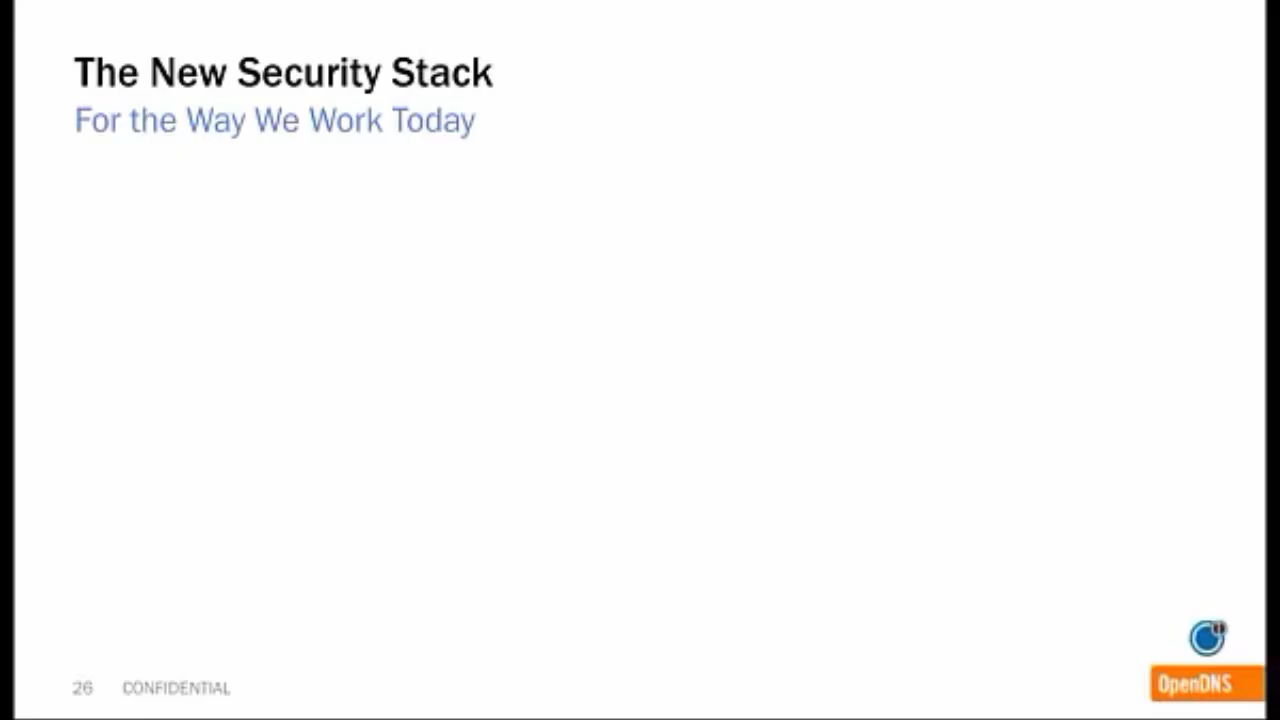 The New Security Stack
For the Way We Work Today
26 CONFIDENTIAL
OpenDNS